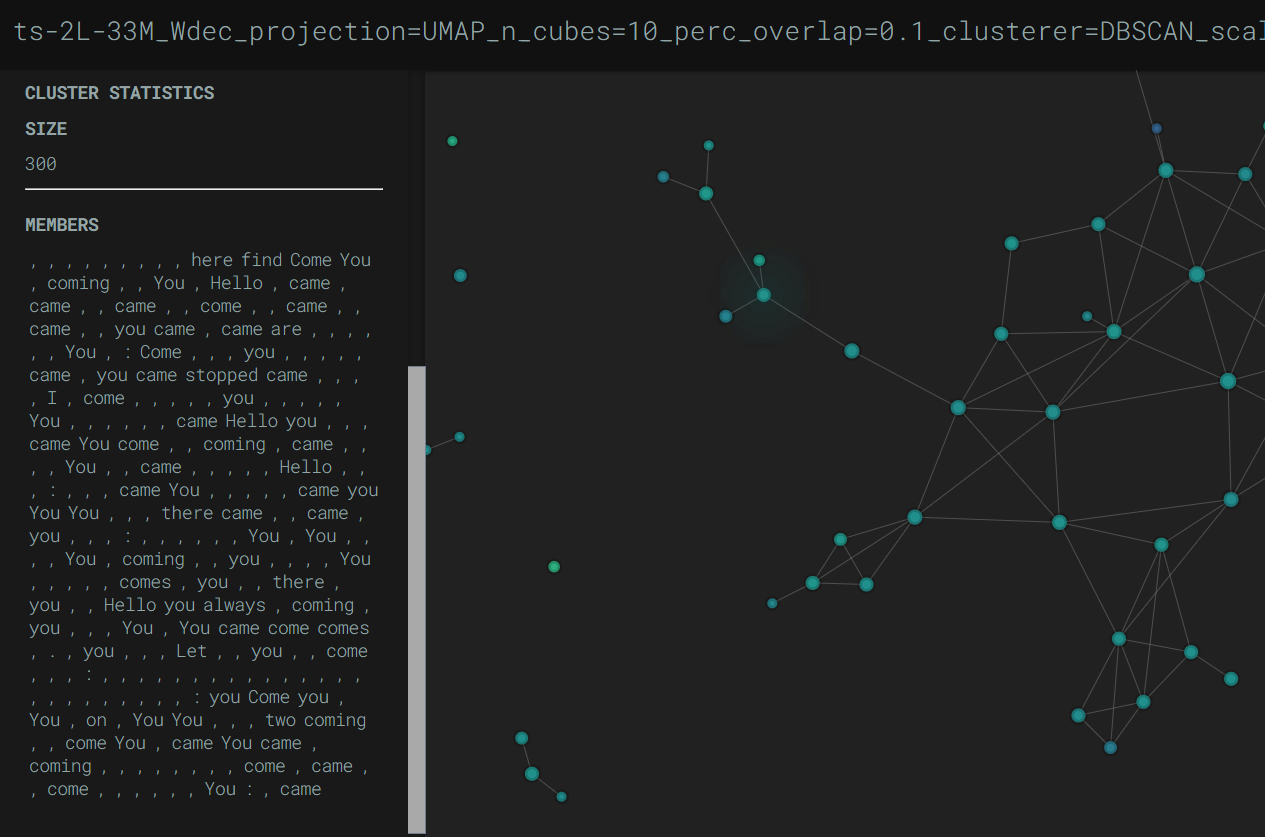 ts-2L-33M_Wdec_projection=UMAP_n_cubes=10_perc_overlap=0.1_clusterer=DBSCAN_scal
CLUSTER STATISTICS
SIZE
300
MEMBERS
, , , , , , , , , here find Come You
, coming , , You , Hello , came ,
came , , came , , come , , came , ,
came , , you came , came are , , , ,
, , You , : Come , , , you , , , , ,
came , you came stopped came , , ,
, I , come , , , , , you , , , , ,
You , , , , , , came Hello you , , ,
came You come , , coming , came , ,
, , You , , came , , , , , Hello , ,
, : , , , came You , , , , , came you
You You , , , there came , , came ,
you , , , : , , , , , , You , You , ,
, , You , coming , , you , , , , You
, , , , , comes , you , , there ,
you , , Hello you always , coming ,
you , , , You , You came come comes
, . , you , , , Let , , you , , come
, , , : , , , , , , , , , , , , , , ,
, , , , , , , , , : you Come you ,
You , on , You You , , , two coming
, , come You , came You came ,
coming , , , , , , , , come , came ,
, come , , , , , , You : , came